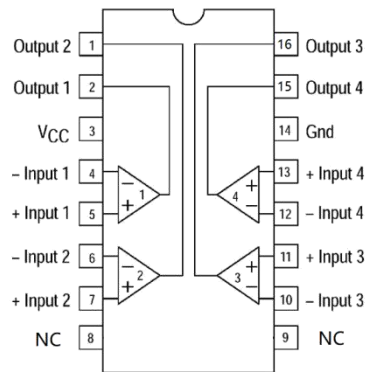 Output 2 1 16 Output 3
Output 1 2 15 Output 4
VCC 3 14 Gnd
– Input 1 4 – 1 + 4 13 + Input 4
+ Input 1 5 + – 12 – Input 4
– Input 2 6 – 2 + 3 11 + Input 3
+ Input 2 7 + – 10 – Input 3
NC 8 9 NC